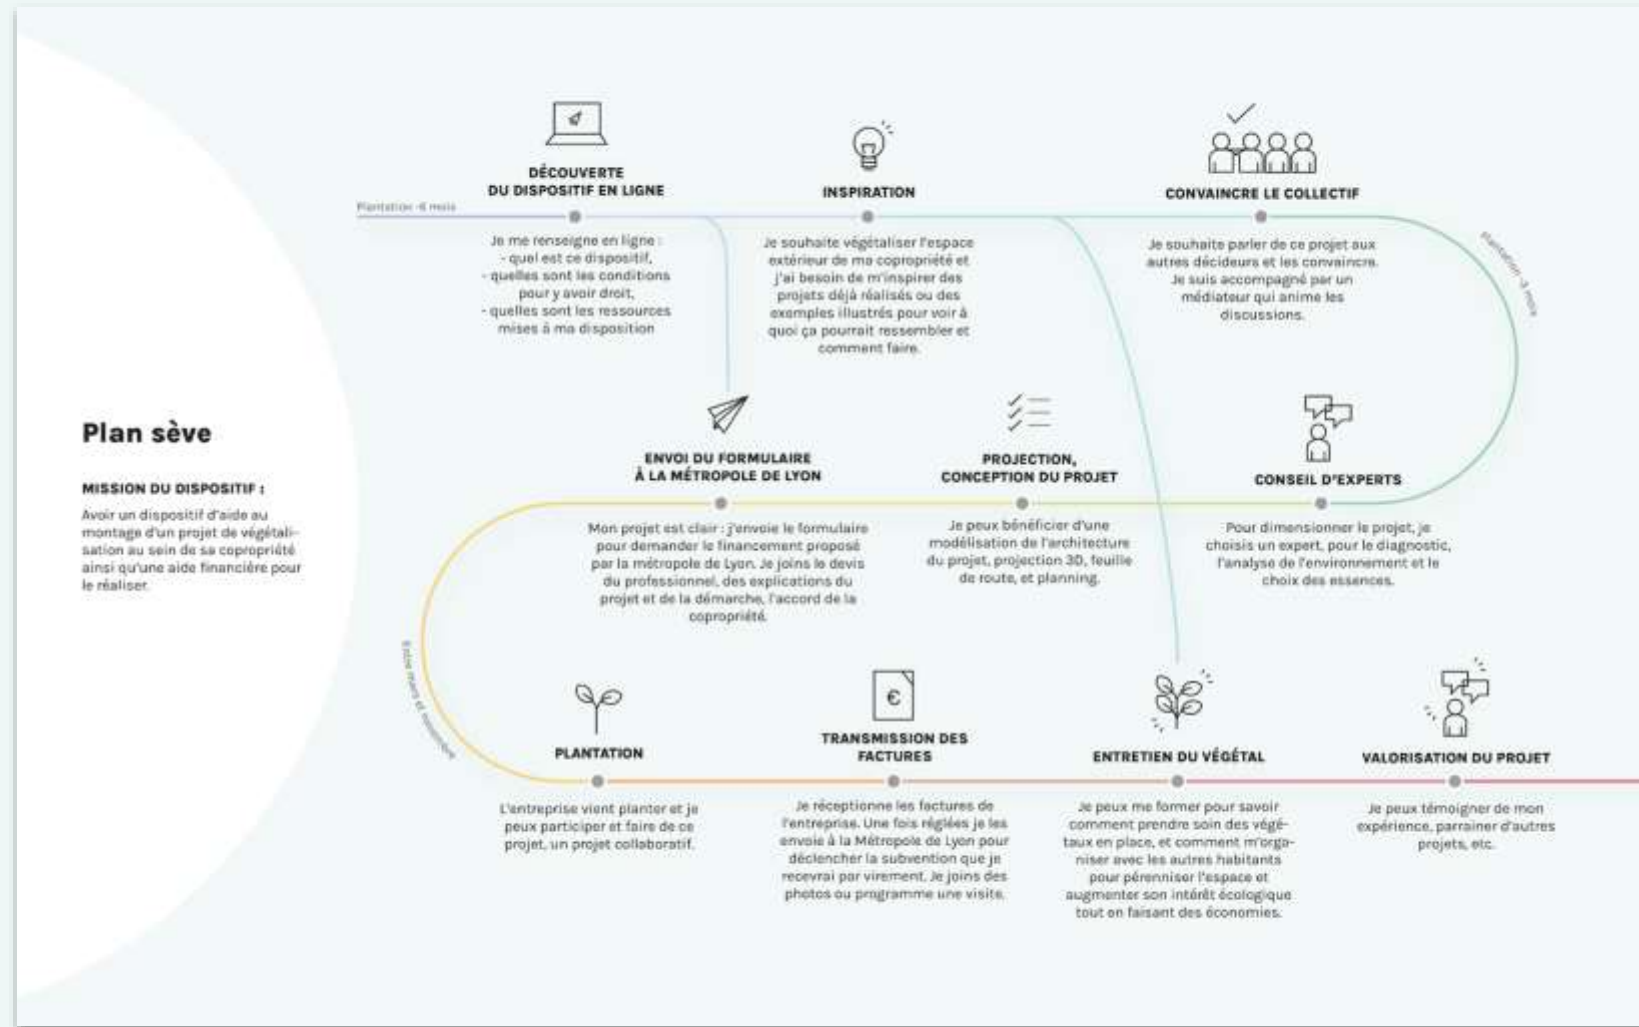 Plan sève
MISSION DU DISPOSITIF :
Avoir un dispositif d'aide au
montage d'un projet de végétali-
sation au sein de sa copropriété
ainsi qu'une aide financière pour
le réaliser.
Plantation -6 mois
DÉCOUVERTE
DU DISPOSITIF EN LIGNE
Je me renseigne en ligne :
- quel est ce dispositif,
- quelles sont les conditions
pour y avoir droit,
- quelles sont les ressources
mises à ma disposition
INSPIRATION
Je souhaite végétaliser l'espace
extérieur de ma copropriété et
j'ai besoin de m'inspirer des
projets déjà réalisés ou des
exemples illustrés pour voir à
quoi ça pourrait ressembler et
comment faire.
CONVAINCRE LE COLLECTIF
Je souhaite parler de ce projet aux
autres décideurs et les convaincre.
Je suis accompagné par un
médiateur qui anime les
discussions.
Plantation -3 mois
ENVOI DU FORMULAIRE
À LA MÉTROPOLE DE LYON
Mon projet est clair : j'envoie le formulaire
pour demander le financement proposé
par la métropole de Lyon. Je joins le devis
du professionnel, des explications du
projet et de la démarche, l'accord de la
copropriété.
PROJECTION,
CONCEPTION DU PROJET
Je peux bénéficier d'une
modélisation de l'architecture
du projet, projection 3D, feuille
de route, et planning.
CONSEIL D'EXPERTS
Pour dimensionner le projet, je
choisis un expert, pour le diagnostic,
l'analyse de l'environnement et le
choix des essences.
Entre mars et novembre
PLANTATION
L'entreprise vient planter et je
peux participer et faire de ce
projet, un projet collaboratif.
€
TRANSMISSION DES
FACTURES
Je réceptionne les factures de
l'entreprise. Une fois réglées je les
envoie à la Métropole de Lyon pour
déclencher la subvention que je
recevrai par virement. Je joins des
photos ou programme une visite.
ENTRETIEN DU VÉGÉTAL
Je peux me former pour savoir
comment prendre soin des végé-
taux en place, et comment m'orga-
niser avec les autres habitants
pour pérenniser l'espace et
augmenter son intérêt écologique
tout en faisant des économies.
VALORISATION DU PROJET
Je peux témoigner de mon
expérience, parrainer d'autres
projets, etc.